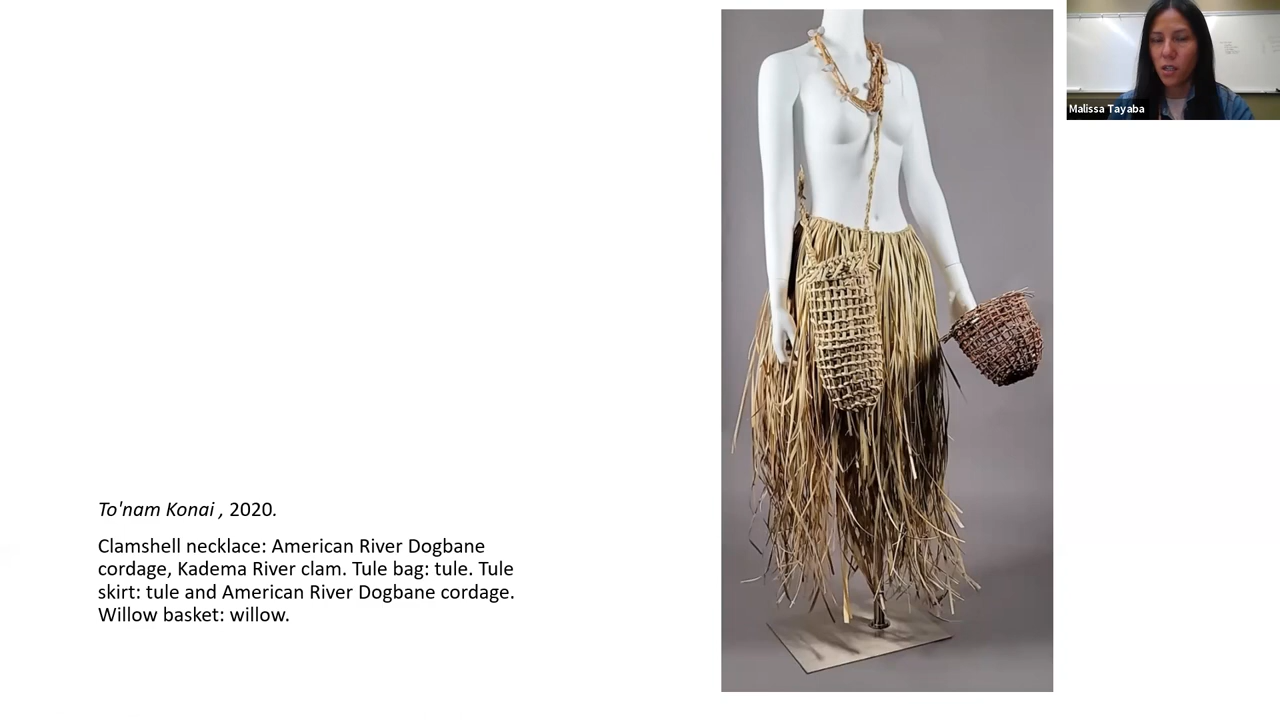 Malissa Tayaba
To'nam Konai , 2020.
Clamshell necklace: American River Dogbane
cordage, Kadema River clam. Tule bag: tule. Tule
skirt: tule and American River Dogbane cordage.
Willow basket: willow.